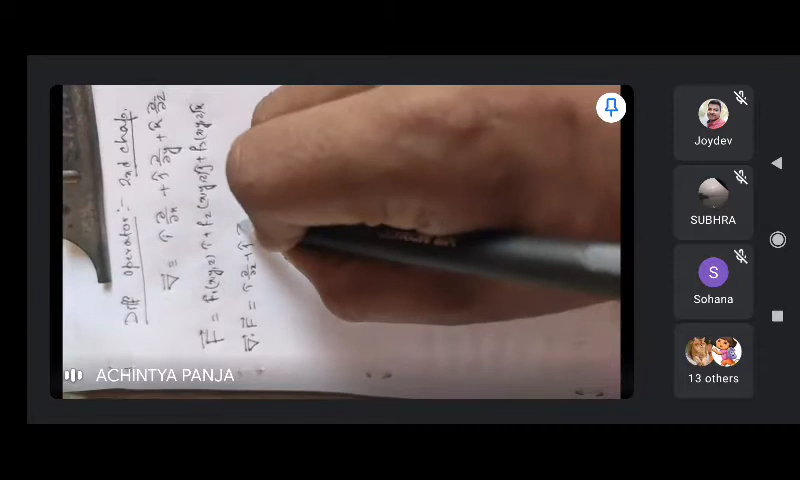 Diff operator :- 2nd chap.
∇⃗ ≡ î ∂/∂x + ĵ ∂/∂y + k̂ ∂/∂z
F⃗ = f₁(x,y,z) î + f₂(x,y,z)ĵ + f₃(x,y,z)k̂
∇⃗.F⃗ = î ∂/∂x + ĵ ∂
ACHINTYA PANJA
Joydev
SUBHRA
S
Sohana
13 others